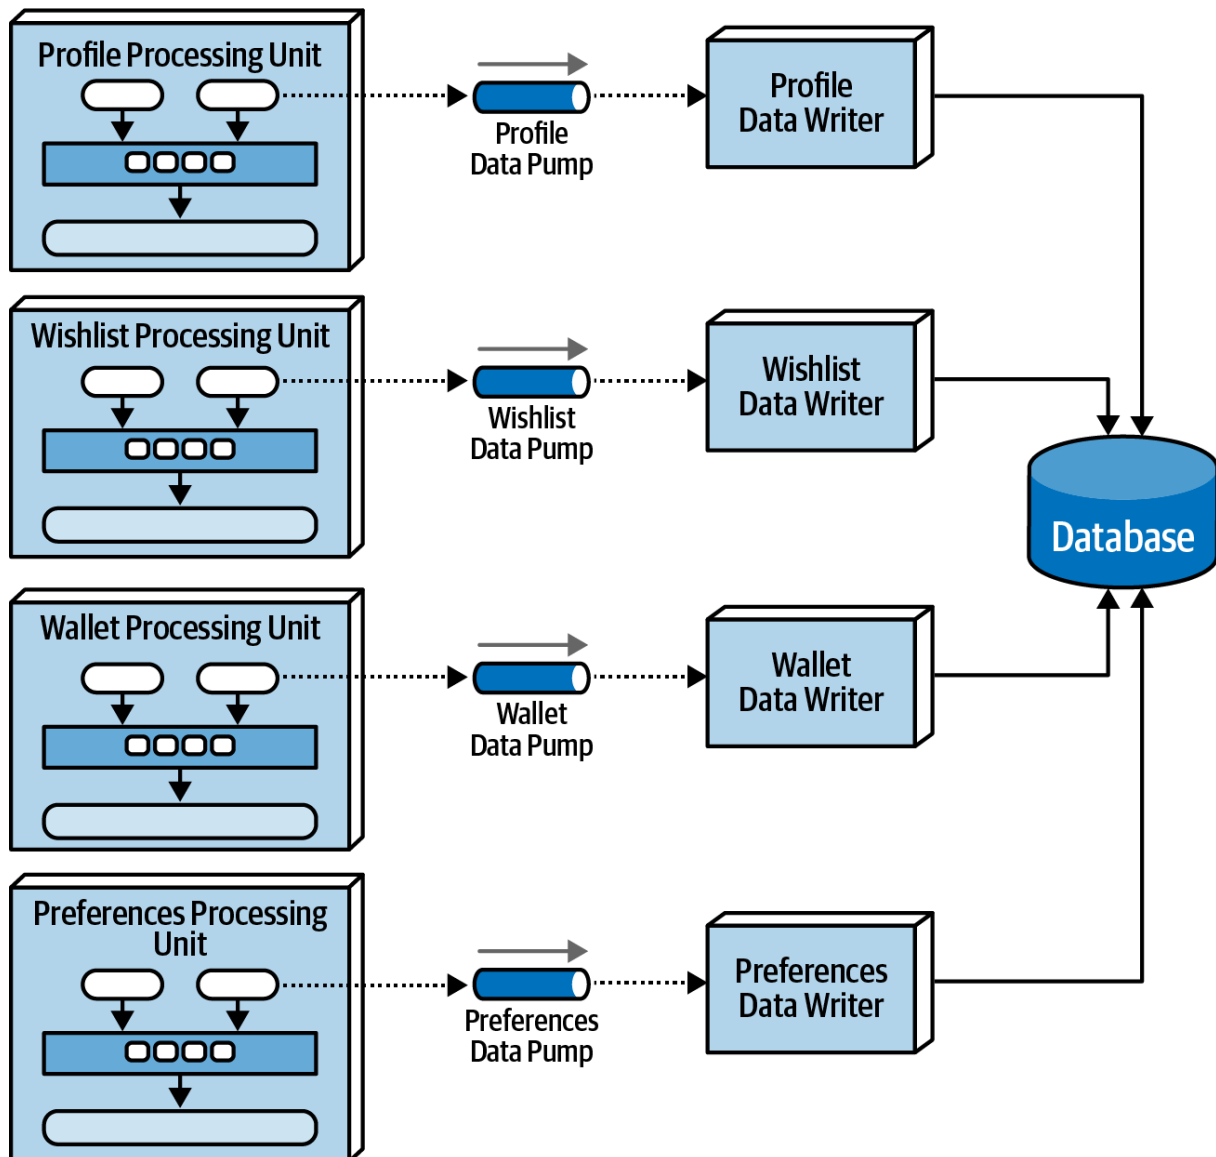 Profile Processing Unit
Profile
Data Pump
Profile
Data Writer
Wishlist Processing Unit
Wishlist
Data Pump
Wishlist
Data Writer
Database
Wallet Processing Unit
Wallet
Data Pump
Wallet
Data Writer
Preferences Processing
Unit
Preferences
Data Pump
Preferences
Data Writer